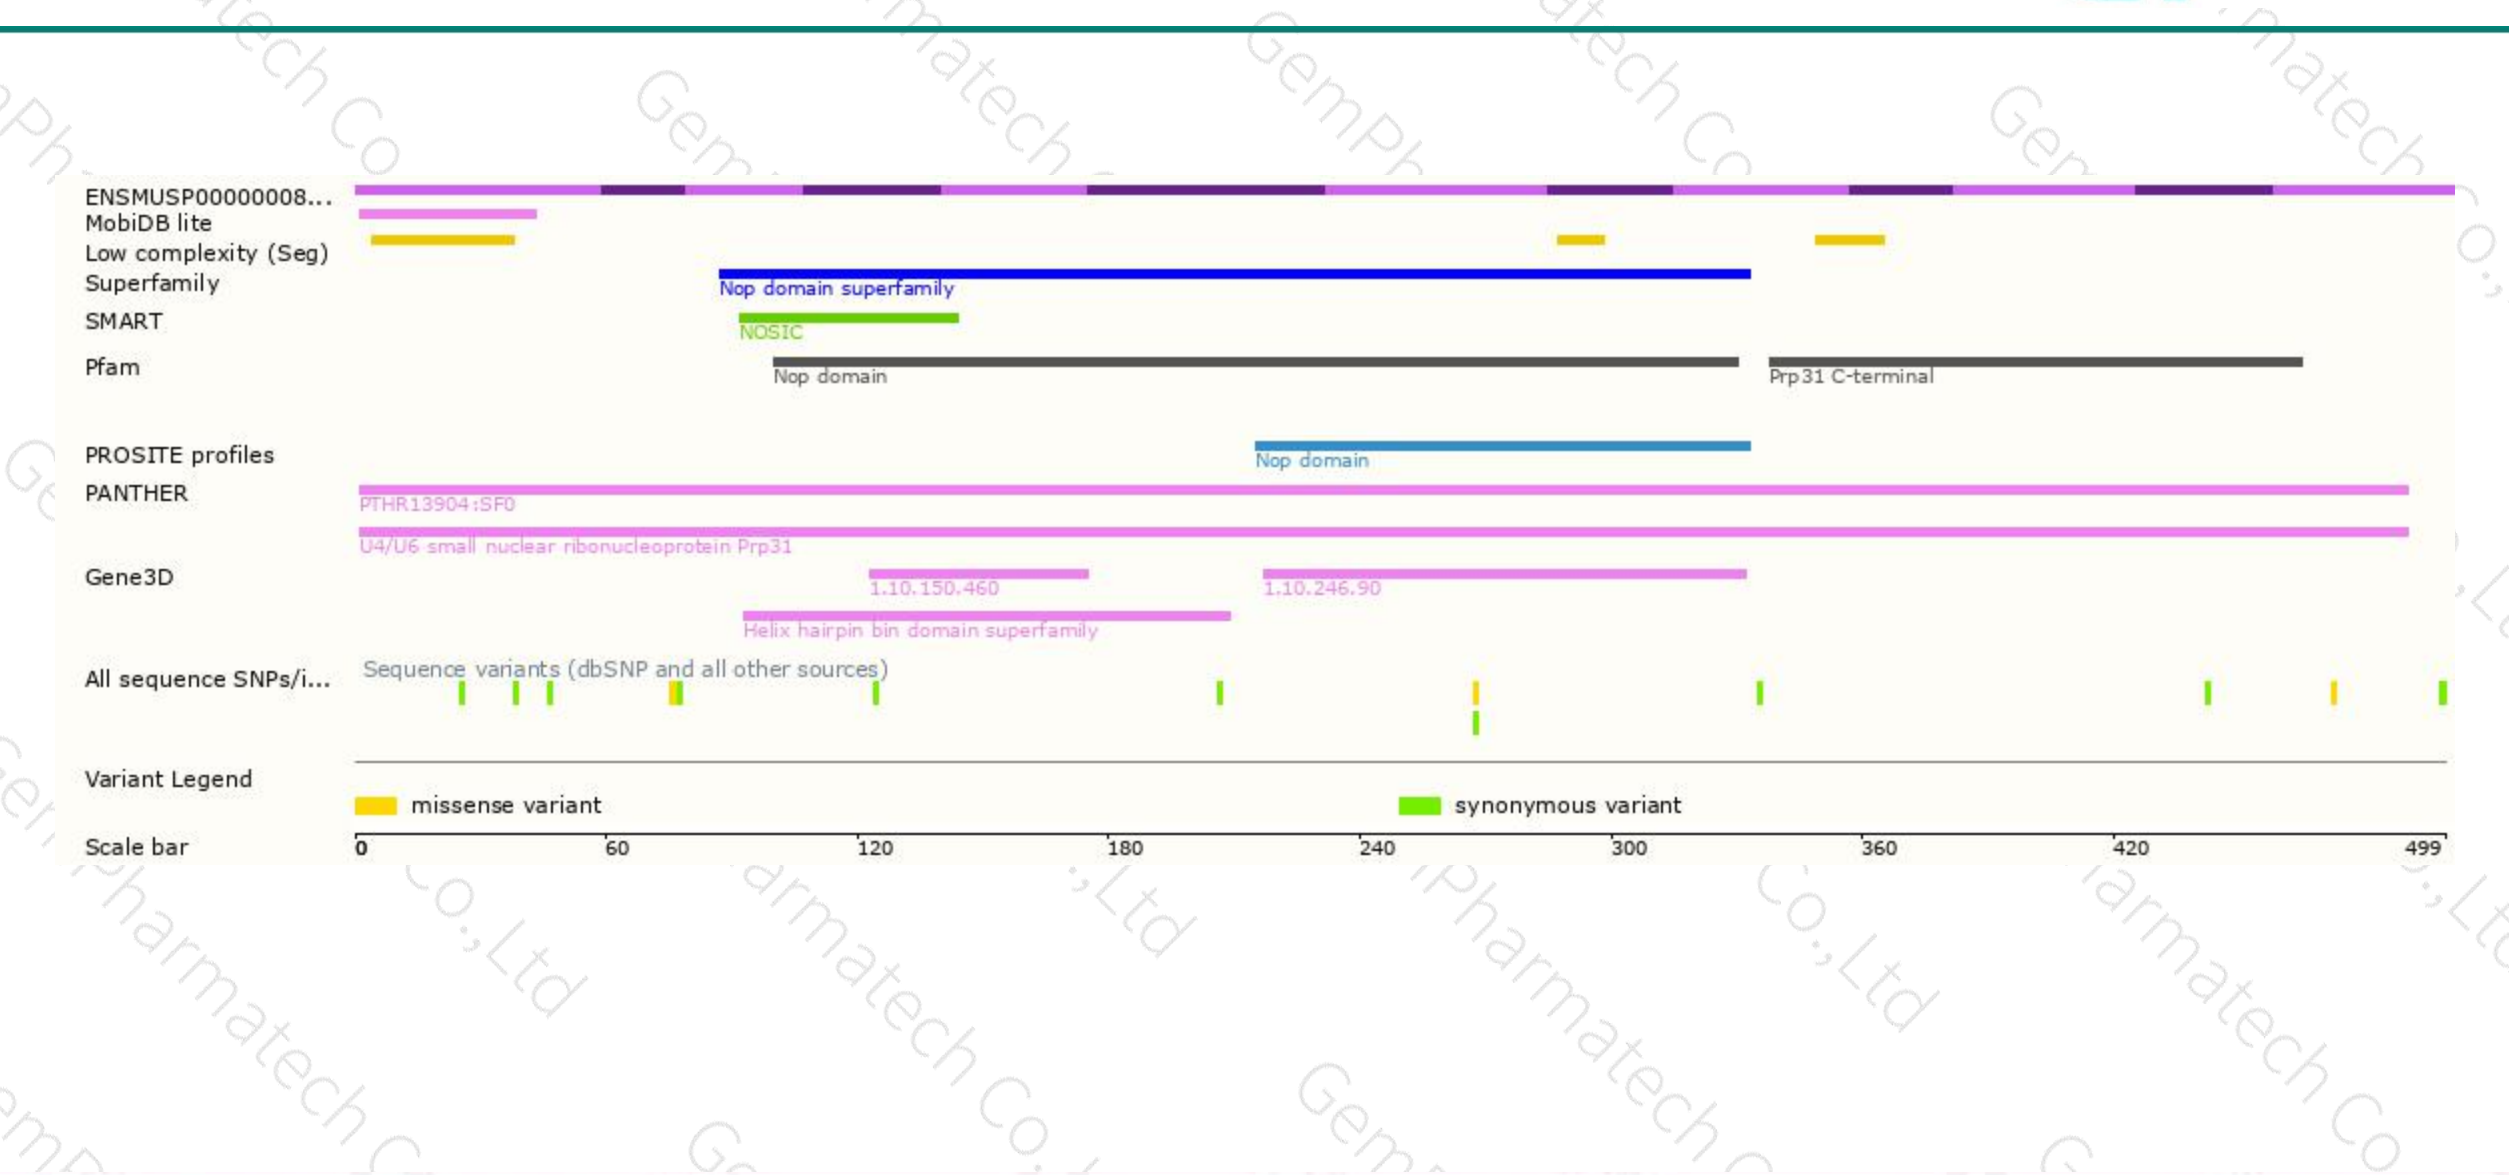 ENSMUSP00000008...
MobiDB lite
Low complexity (Seg)
Superfamily
Nop domain superfamily
SMART
NOSIC
Pfam
Nop domain
Prp31 C-terminal
PROSITE profiles
Nop domain
PANTHER
PTHR13904:SF0
U4/U6 small nuclear ribonucleoprotein Prp31
Gene3D
1.10.150.460
1.10.246.90
Helix hairpin bin domain superfamily
All sequence SNPs/i...
Sequence variants (dbSNP and all other sources)
Variant Legend
missense variant
synonymous variant
Scale bar
0 60 120 180 240 300 360 420 499